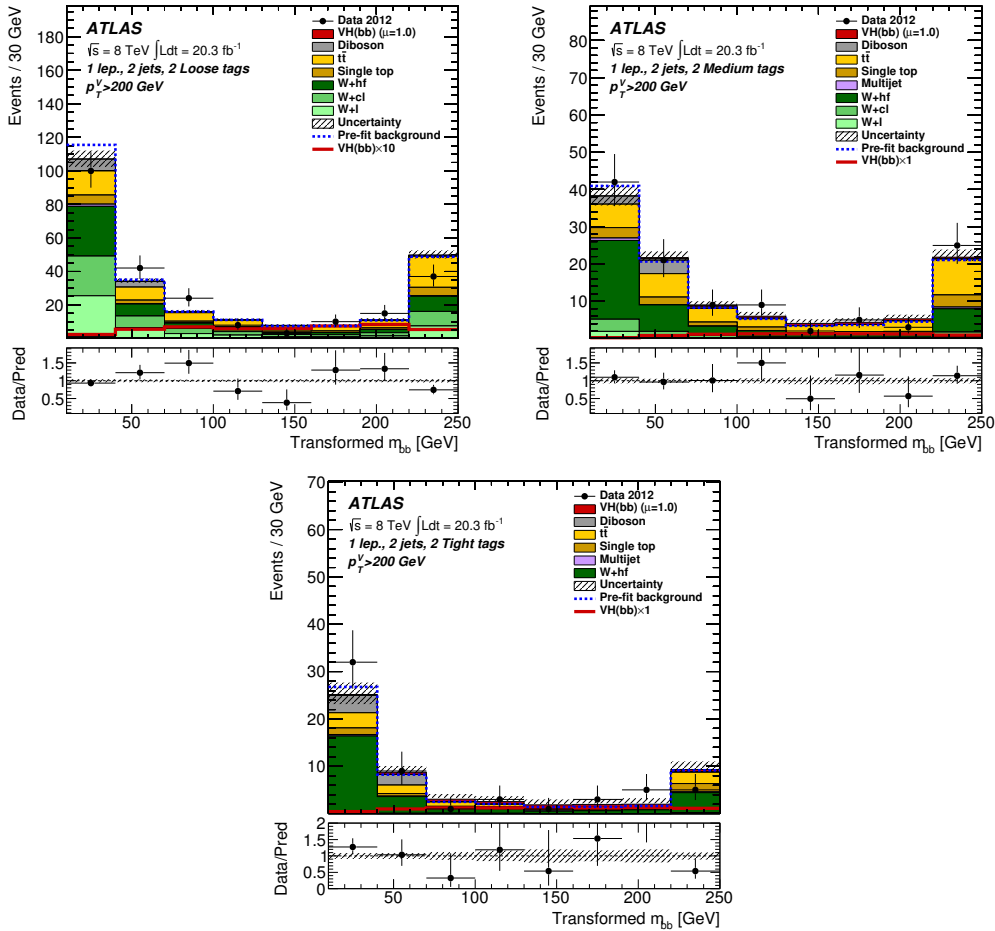 ATLAS
√s = 8 TeV ∫Ldt = 20.3 fb⁻¹
1 lep., 2 jets, 2 Loose tags
p_T^V>200 GeV
Data 2012
VH(bb) (μ=1.0)
Diboson
tt̄
Single top
W+hf
W+cl
W+l
Uncertainty
Pre-fit background
VH(bb)×10
Events / 30 GeV
180
160
140
120
100
80
60
40
20
Data/Pred
1.5
1
0.5
50 100 150 200 250
Transformed m_bb [GeV]
ATLAS
√s = 8 TeV ∫Ldt = 20.3 fb⁻¹
1 lep., 2 jets, 2 Medium tags
p_T^V>200 GeV
Data 2012
VH(bb) (μ=1.0)
Diboson
tt̄
Single top
Multijet
W+hf
W+cl
W+l
Uncertainty
Pre-fit background
VH(bb)×1
Events / 30 GeV
90
80
70
60
50
40
30
20
10
Data/Pred
1.5
1
0.5
50 100 150 200 250
Transformed m_bb [GeV]
ATLAS
√s = 8 TeV ∫Ldt = 20.3 fb⁻¹
1 lep., 2 jets, 2 Tight tags
p_T^V>200 GeV
Data 2012
VH(bb) (μ=1.0)
Diboson
tt̄
Single top
Multijet
W+hf
Uncertainty
Pre-fit background
VH(bb)×1
Events / 30 GeV
70
60
50
40
30
20
10
Data/Pred
2
1.5
1
0.5
0
50 100 150 200 250
Transformed m_bb [GeV]